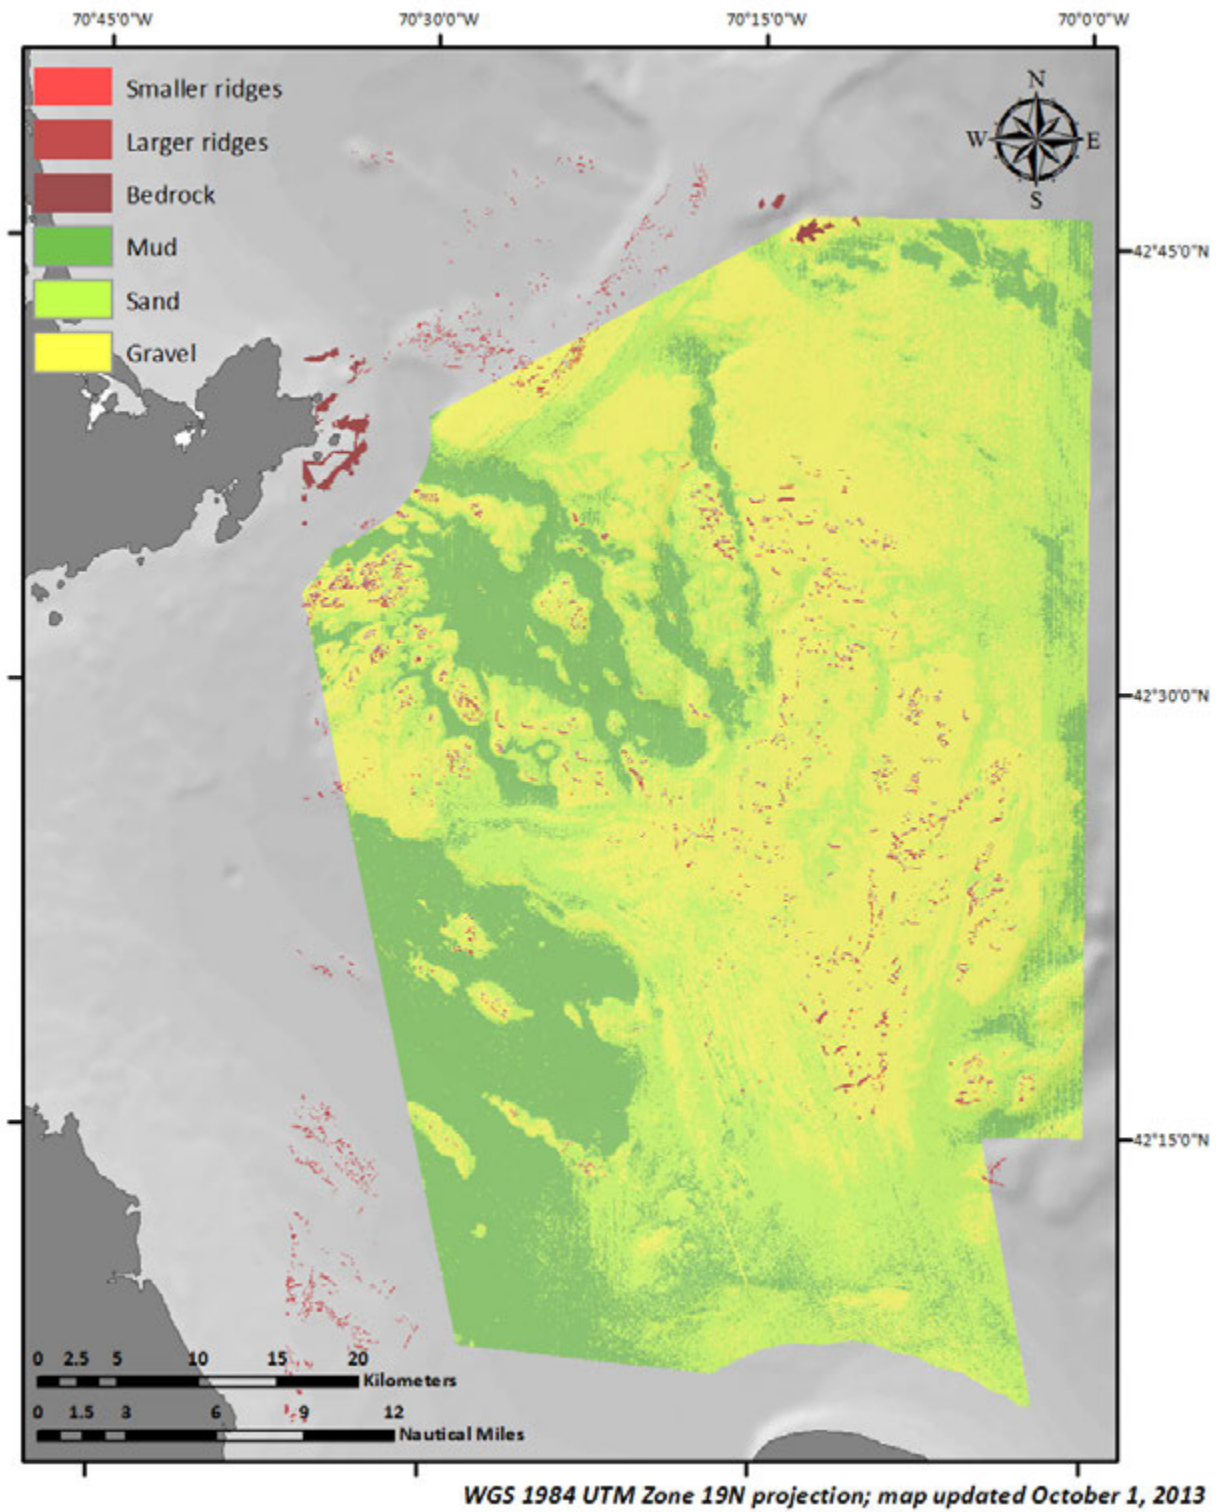 70°45'0"W 70°30'0"W 70°15'0"W 70°0'0"W
Smaller ridges
Larger ridges
Bedrock
Mud
Sand
Gravel
N
W E
S
42°45'0"N
42°30'0"N
42°15'0"N
0 2.5 5 10 15 20
Kilometers
0 1.5 3 6 9 12
Nautical Miles
WGS 1984 UTM Zone 19N projection; map updated October 1, 2013